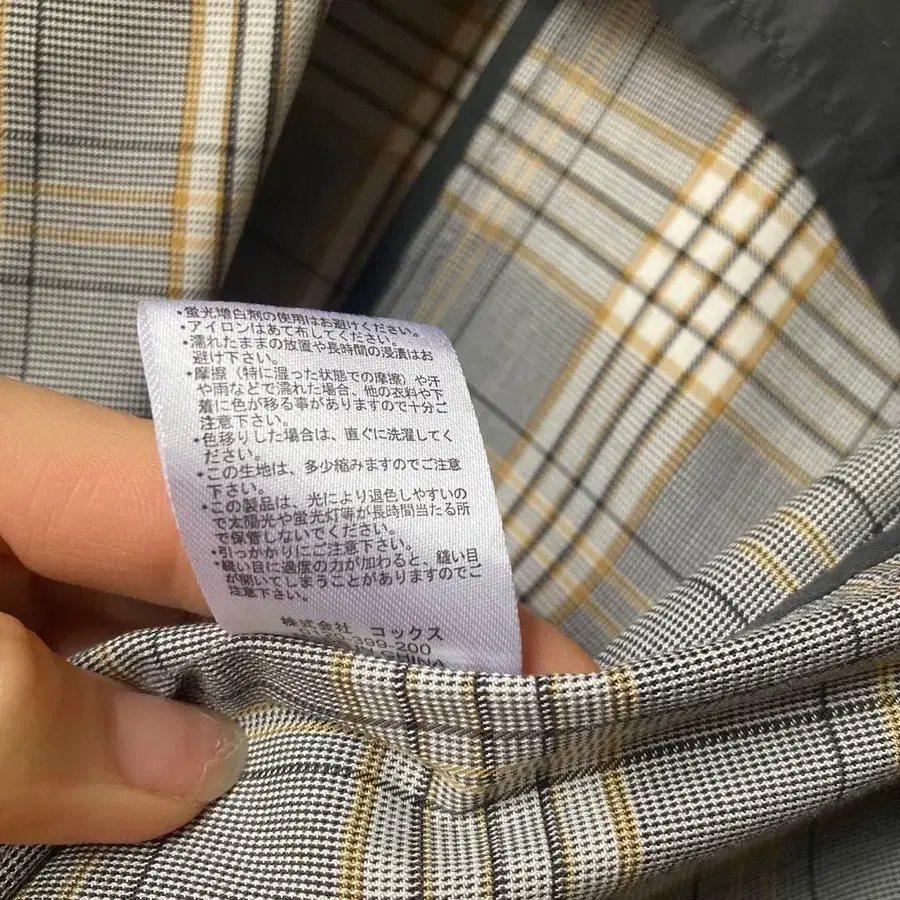 ・蛍光増白剤の使用はお避けください。
・アイロンはあて布してください。
・濡れたままの放置や長時間の浸漬はお
避け下さい。
・摩擦（特に湿った状態での摩擦）や汗
や雨などで濡れた場合、他の衣料や下
着に色が移る事がありますので十分ご
注意下さい。
・色移りした場合は、直ぐに洗濯してく
ださい。
・この生地は、多少縮みますのでご注意
下さい。
・この製品は、光により退色しやすいの
で太陽光や蛍光灯等が長時間当たる所
で保管しないでください。
・引っかかりにご注意下さい。
・縫い目に過度の力が加わると、縫い目
が開いてしまうことがありますのでご
注意下さい。
株式会社 コックス
399-200
CHINA